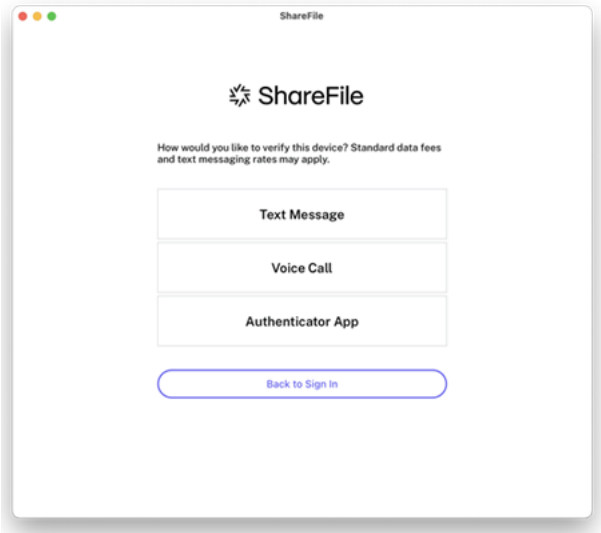 ShareFile
ShareFile
How would you like to verify this device? Standard data fees
and text messaging rates may apply.
Text Message
Voice Call
Authenticator App
Back to Sign In